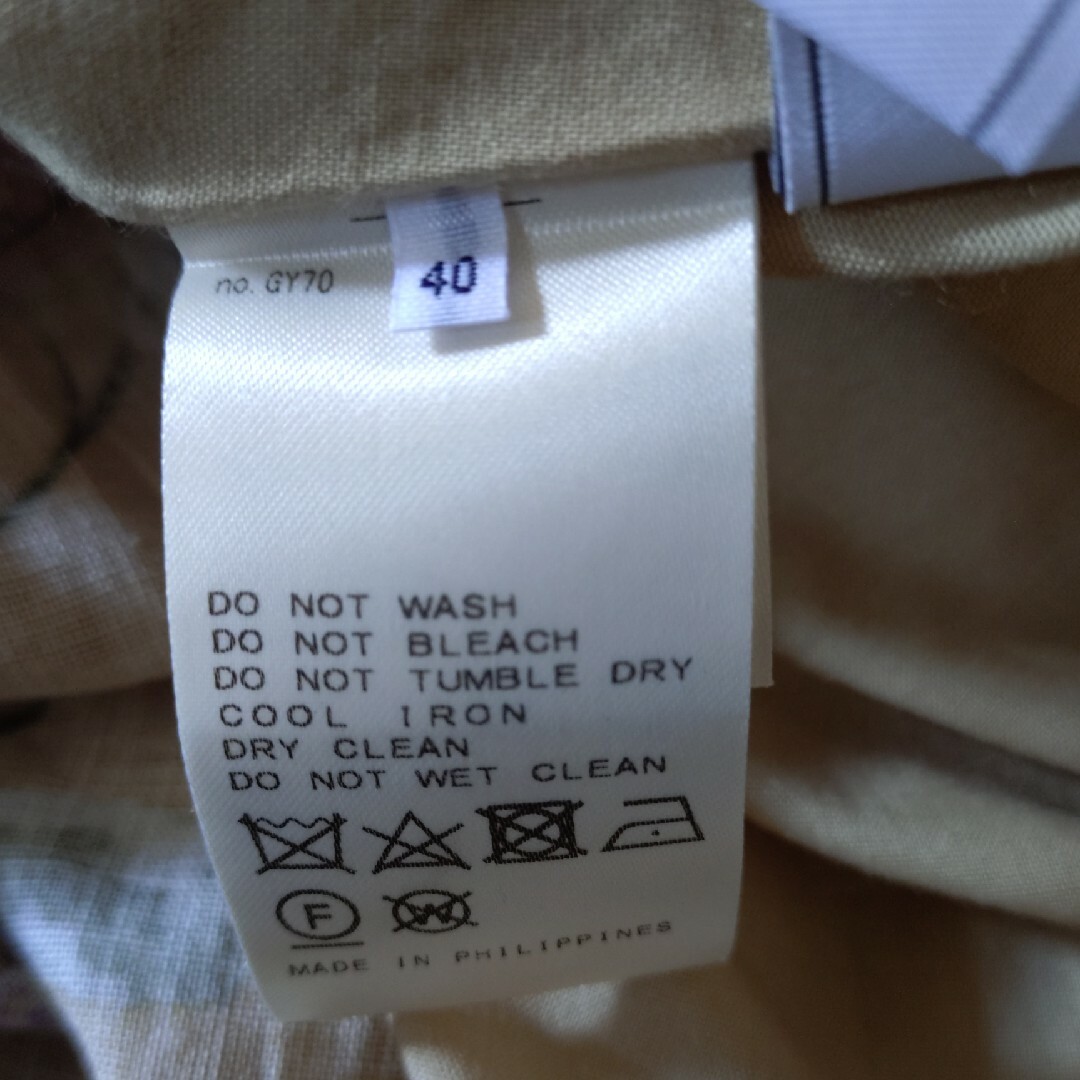 no. GY70
40
DO NOT WASH
DO NOT BLEACH
DO NOT TUMBLE DRY
COOL IRON
DRY CLEAN
DO NOT WET CLEAN
F W
MADE IN PHILIPPINES